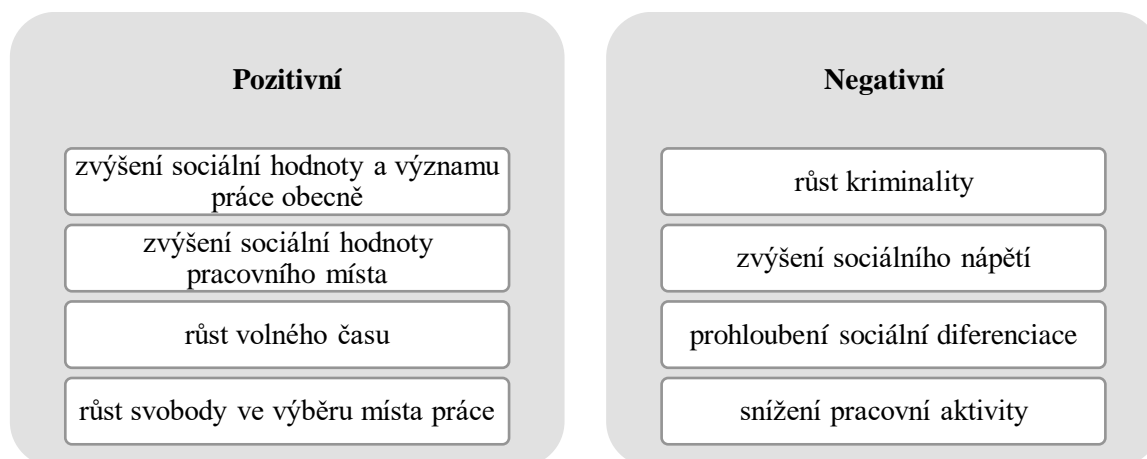 Pozitivní
zvýšení sociální hodnoty a významu
práce obecně
zvýšení sociální hodnoty
pracovního místa
růst volného času
růst svobody ve výběru místa práce
Negativní
růst kriminality
zvýšení sociálního nápětí
prohloubení sociální diferenciace
snížení pracovní aktivity